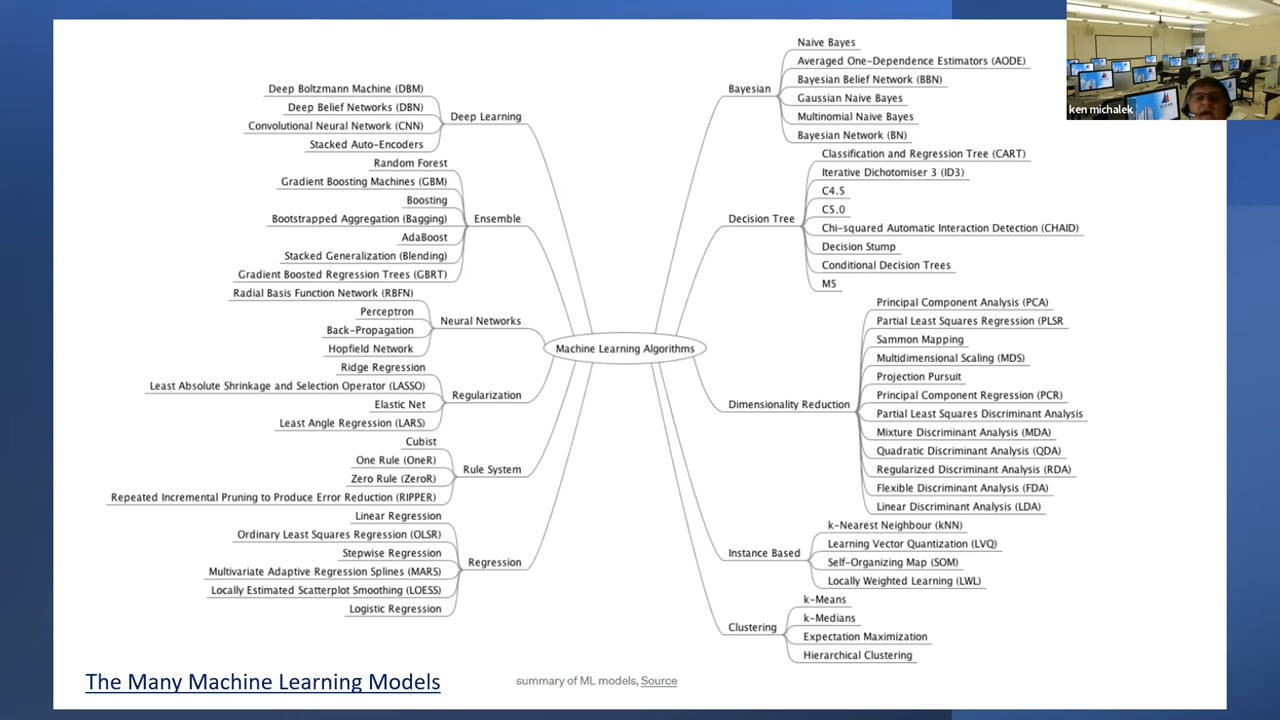 ken michalek
Deep Boltzmann Machine (DBM)
Deep Belief Networks (DBN)
Convolutional Neural Network (CNN)
Stacked Auto-Encoders
Deep Learning
Random Forest
Gradient Boosting Machines (GBM)
Boosting
Bootstrapped Aggregation (Bagging)
AdaBoost
Stacked Generalization (Blending)
Gradient Boosted Regression Trees (GBRT)
Ensemble
Radial Basis Function Network (RBFN)
Perceptron
Back-Propagation
Hopfield Network
Neural Networks
Ridge Regression
Least Absolute Shrinkage and Selection Operator (LASSO)
Elastic Net
Least Angle Regression (LARS)
Regularization
Cubist
One Rule (OneR)
Zero Rule (ZeroR)
Repeated Incremental Pruning to Produce Error Reduction (RIPPER)
Rule System
Linear Regression
Ordinary Least Squares Regression (OLSR)
Stepwise Regression
Multivariate Adaptive Regression Splines (MARS)
Locally Estimated Scatterplot Smoothing (LOESS)
Logistic Regression
Regression
Machine Learning Algorithms
Bayesian
Naive Bayes
Averaged One-Dependence Estimators (AODE)
Bayesian Belief Network (BBN)
Gaussian Naive Bayes
Multinomial Naive Bayes
Bayesian Network (BN)
Decision Tree
Classification and Regression Tree (CART)
Iterative Dichotomiser 3 (ID3)
C4.5
C5.0
Chi-squared Automatic Interaction Detection (CHAID)
Decision Stump
Conditional Decision Trees
M5
Dimensionality Reduction
Principal Component Analysis (PCA)
Partial Least Squares Regression (PLSR
Sammon Mapping
Multidimensional Scaling (MDS)
Projection Pursuit
Principal Component Regression (PCR)
Partial Least Squares Discriminant Analysis
Mixture Discriminant Analysis (MDA)
Quadratic Discriminant Analysis (QDA)
Regularized Discriminant Analysis (RDA)
Flexible Discriminant Analysis (FDA)
Linear Discriminant Analysis (LDA)
Instance Based
k-Nearest Neighbour (kNN)
Learning Vector Quantization (LVQ)
Self-Organizing Map (SOM)
Locally Weighted Learning (LWL)
Clustering
k-Means
k-Medians
Expectation Maximization
Hierarchical Clustering
The Many Machine Learning Models
summary of ML models, Source